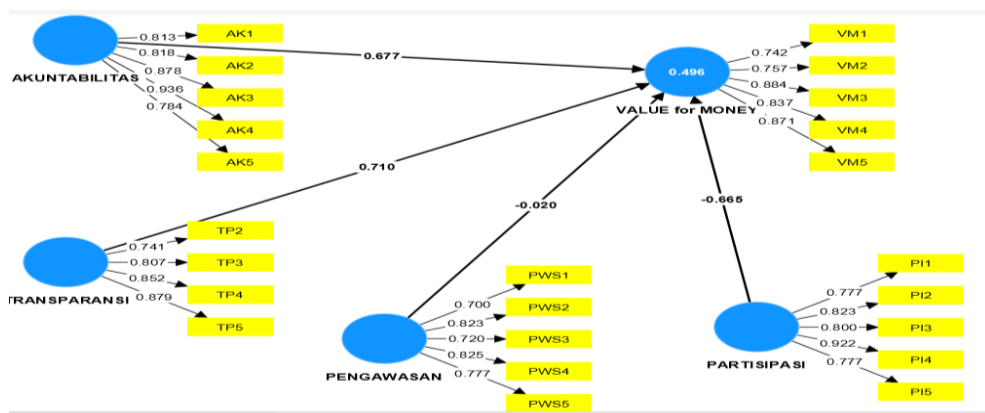 0.813
AK1
0.818
AK2
0.878
AK3
0.936
AK4
0.784
AK5
AKUNTABILITAS
0.677
0.496
VALUE for MONEY
0.742
VM1
0.757
VM2
0.884
VM3
0.837
VM4
0.871
VM5
0.710
-0.020
-0.665
0.741
TP2
0.807
TP3
0.852
TP4
0.879
TP5
TRANSPARANSI
0.700
PWS1
0.823
PWS2
0.720
PWS3
0.825
PWS4
0.777
PWS5
PENGAWASAN
0.777
PI1
0.823
PI2
0.800
PI3
0.922
PI4
0.777
PI5
PARTISIPASI